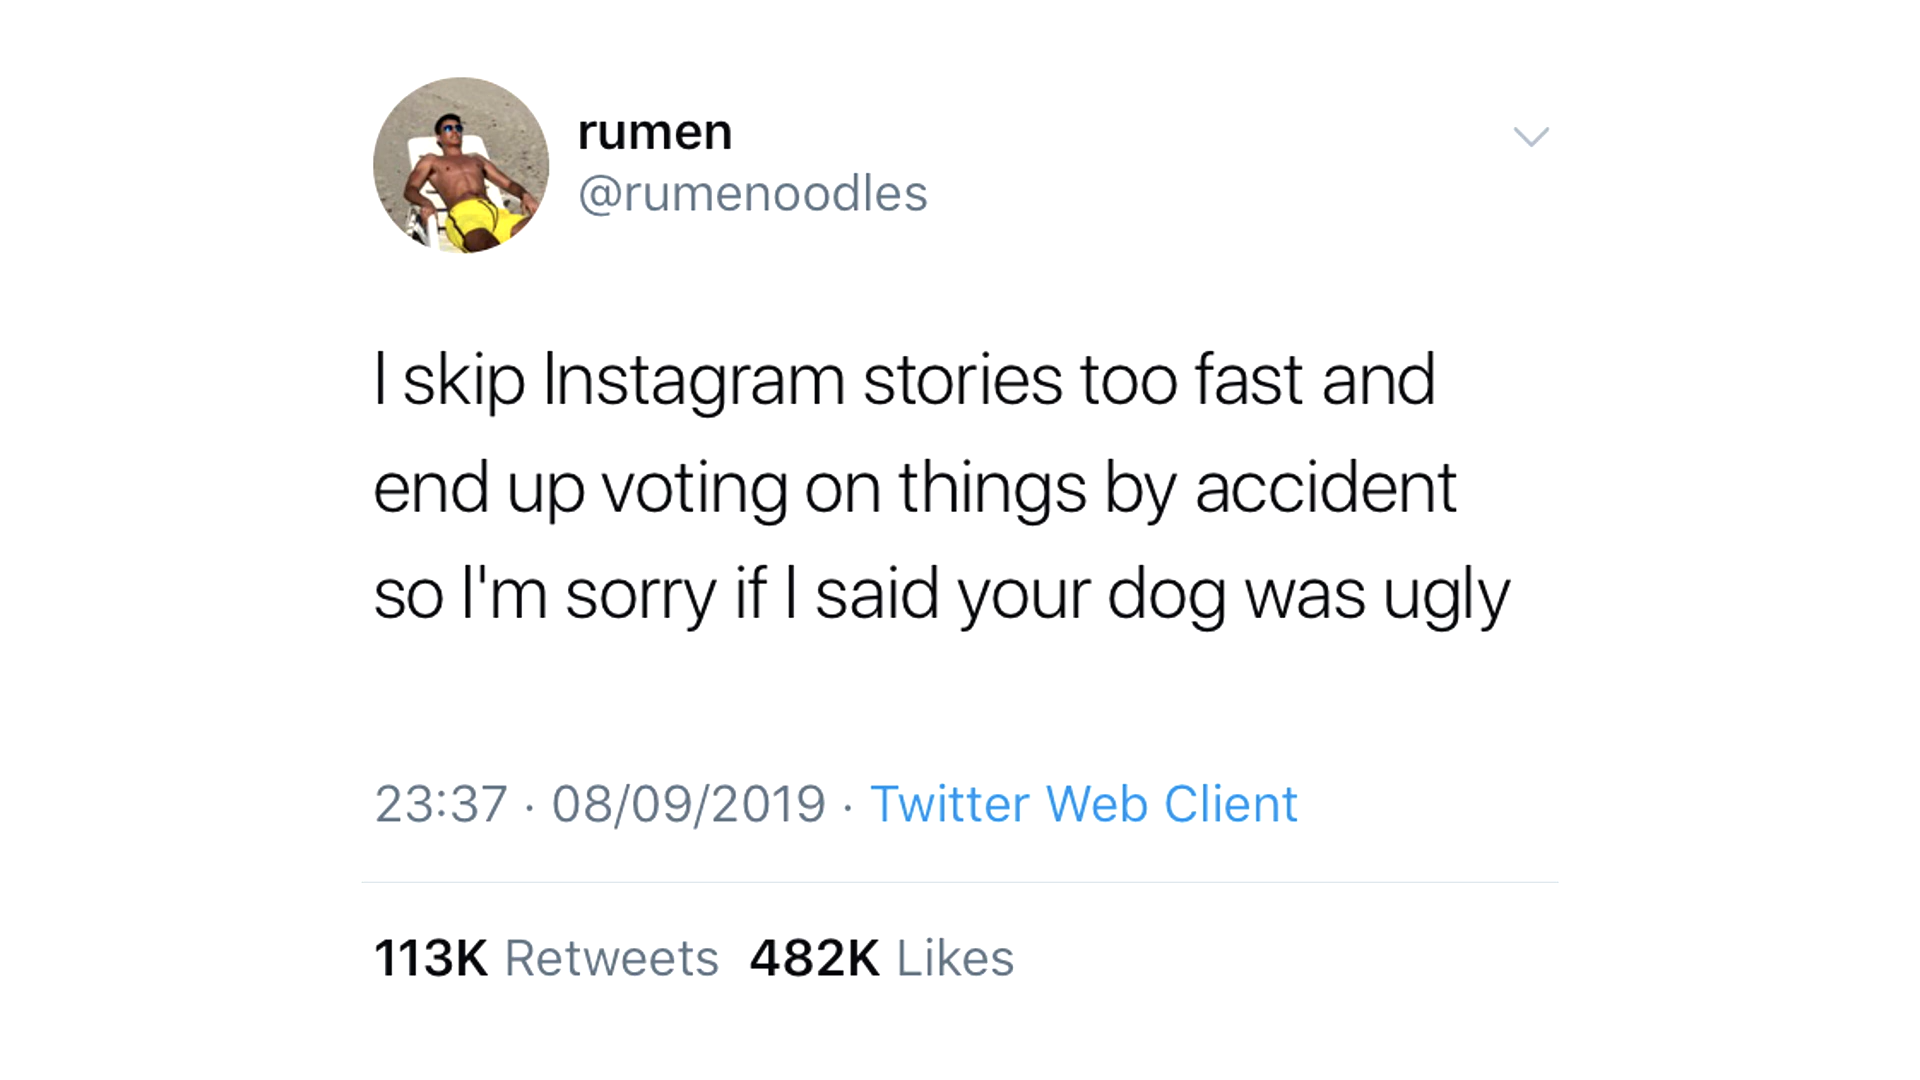 rumen
@rumenoodles
I skip Instagram stories too fast and
end up voting on things by accident
so I'm sorry if I said your dog was ugly
23:37 · 08/09/2019 · Twitter Web Client
113K Retweets 482K Likes